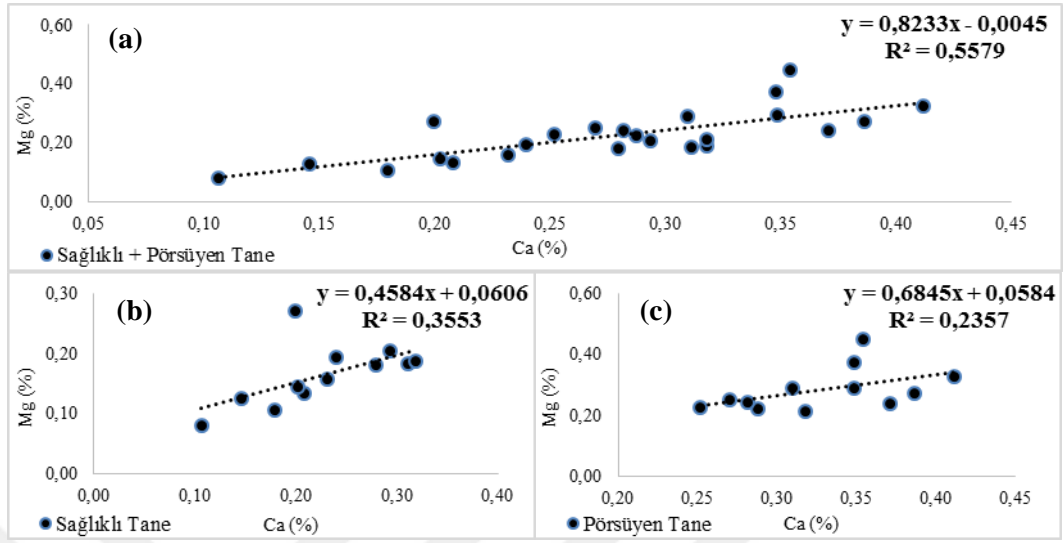 (a)
y = 0,8233x - 0,0045
R² = 0,5579
0,60
0,40
0,20
0,00
Mg (%)
0,05 0,10 0,15 0,20 0,25 0,30 0,35 0,40 0,45
Ca (%)
Sağlıklı + Pörsüyen Tane
(b)
y = 0,4584x + 0,0606
R² = 0,3553
0,30
0,20
0,10
0,00
Mg (%)
0,00 0,10 0,20 0,30 0,40
Sağlıklı Tane Ca (%)
(c)
y = 0,6845x + 0,0584
R² = 0,2357
0,60
0,40
0,20
0,00
Mg (%)
0,20 0,25 0,30 0,35 0,40 0,45
Pörsüyen Tane Ca (%)